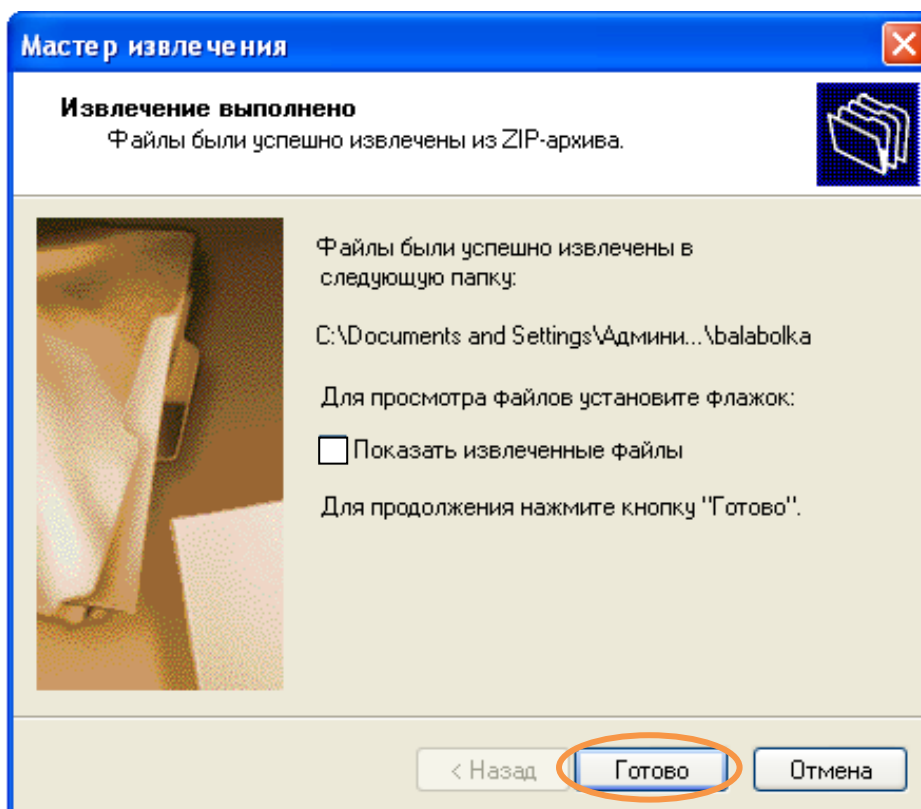 Мастер извлечения
Извлечение выполнено
Файлы были успешно извлечены из ZIP-архива.
Файлы были успешно извлечены в
следующую папку:
C:\Documents and Settings\Админи...\balabolka
Для просмотра файлов установите флажок:
Показать извлеченные файлы
Для продолжения нажмите кнопку "Готово".
< Назад
Готово
Отмена